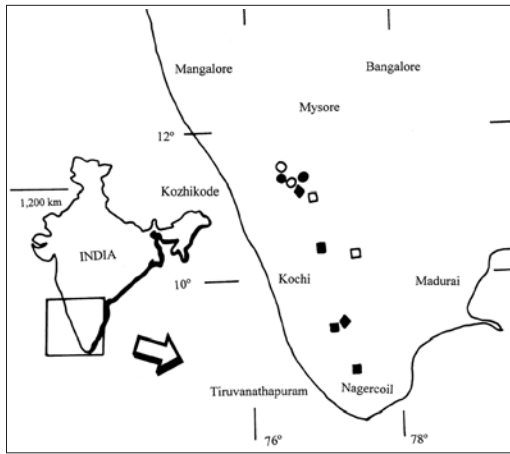 Mangalore
Bangalore
Mysore
12º
Kozhikode
1,200 km
INDIA
Kochi
10º
Madurai
Tiruvanathapuram
Nagercoil
76º
78º